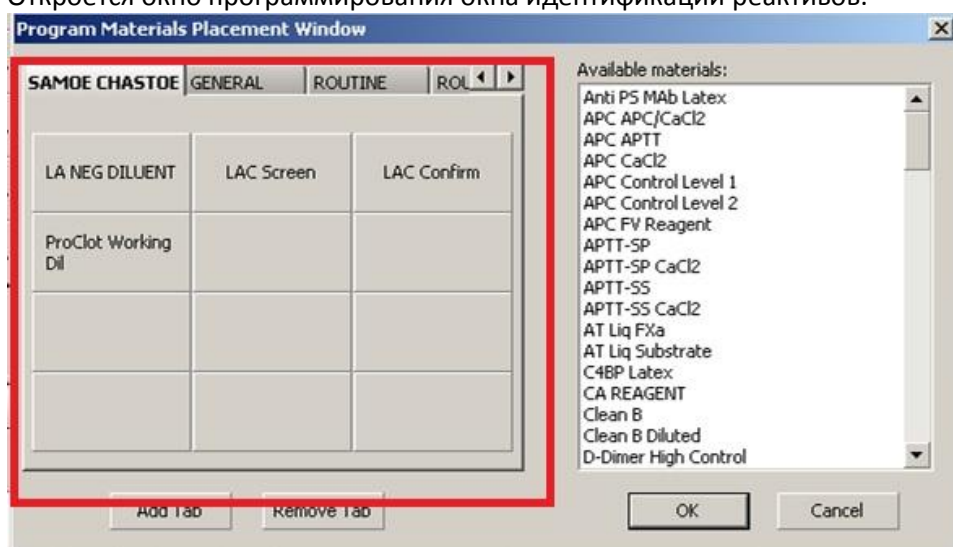 Откроется окно программирования окна идентификации реактивов.
Program Materials Placement Window
SAMOE CHASTOE GENERAL ROUTINE ROU
LA NEG DILUENT LAC Screen LAC Confirm
ProClot Working
Dil
Add Tab Remove Tab
Available materials:
Anti PS MAb Latex
APC APC/CaCl2
APC APTT
APC CaCl2
APC Control Level 1
APC Control Level 2
APC FV Reagent
APTT-SP
APTT-SP CaCl2
APTT-SS
APTT-SS CaCl2
AT Liq FXa
AT Liq Substrate
C4BP Latex
CA REAGENT
Clean B
Clean B Diluted
D-Dimer High Control
OK Cancel